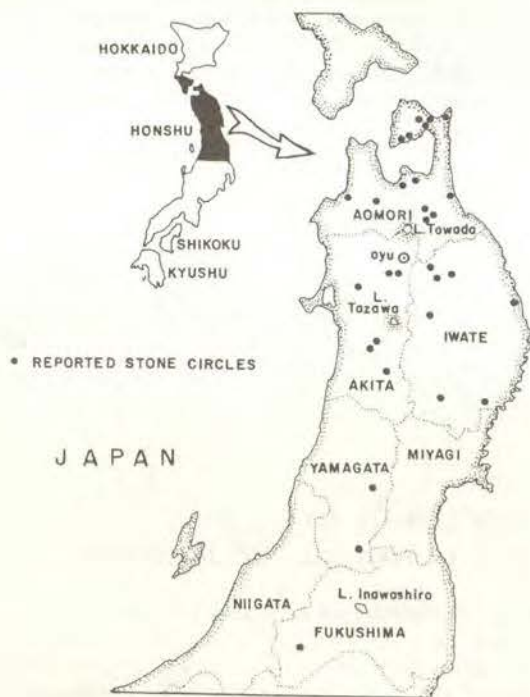 HOKKAIDO
HONSHU
SHIKOKU
KYUSHU
AOMORI
L. Towada
oyu
L.
Tazawa
IWATE
• REPORTED STONE CIRCLES
AKITA
JAPAN
YAMAGATA
MIYAGI
L. Inawashiro
NIIGATA
FUKUSHIMA